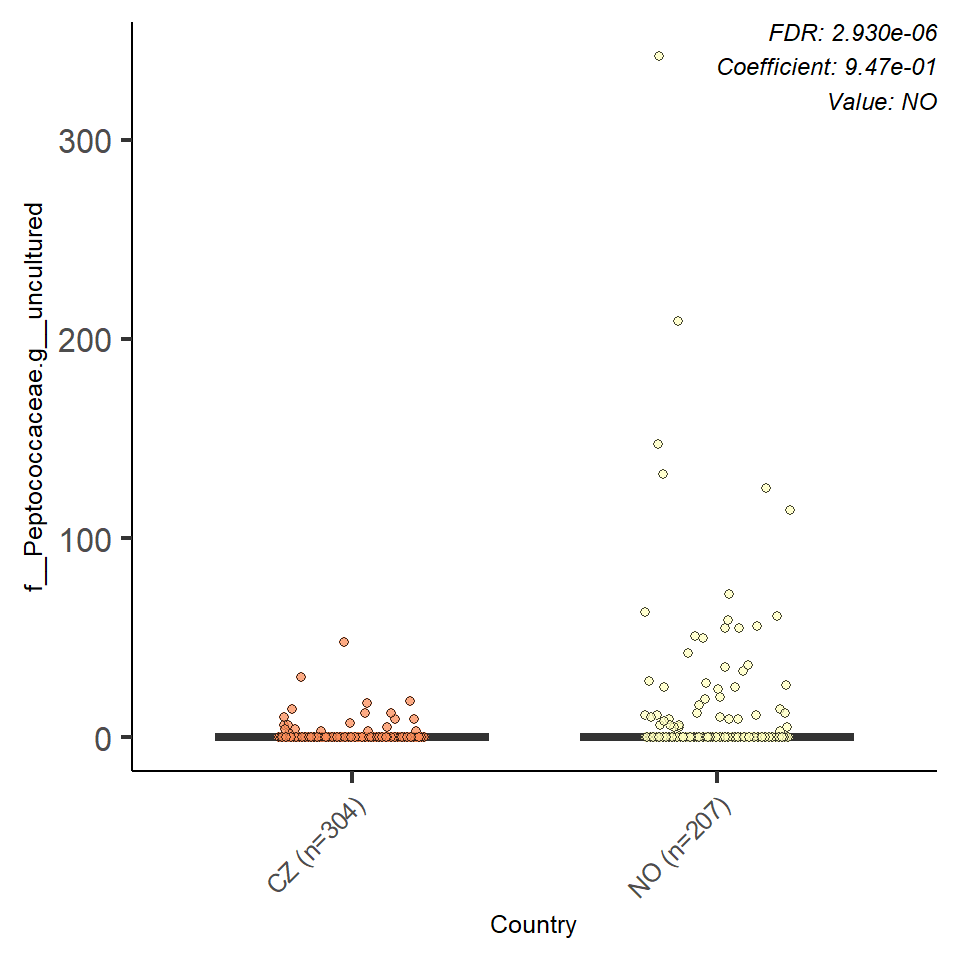 FDR: 2.930e-06
Coefficient: 9.47e-01
Value: NO
f__Peptococcaceae.g__uncultured
300
200
100
0
CZ (n=304)
NO (n=207)
Country